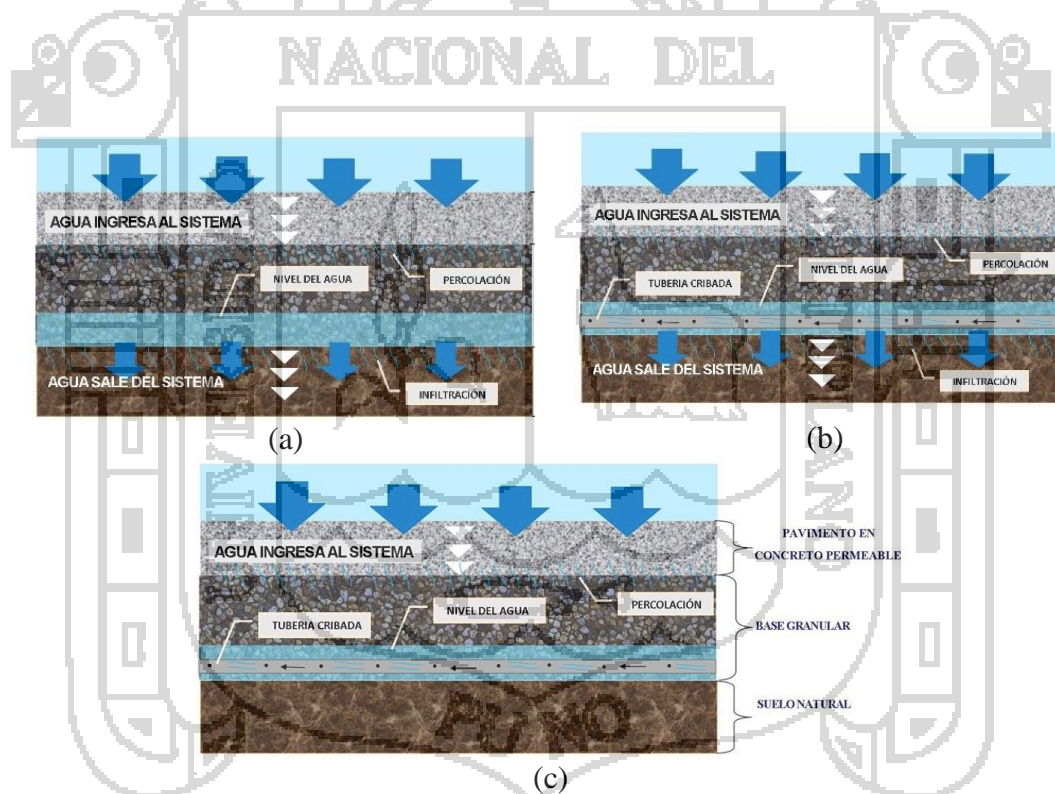 NACIONAL DEL
AGUA INGRESA AL SISTEMA
NIVEL DEL AGUA
PERCOLACIÓN
AGUA SALE DEL SISTEMA
INFILTRACIÓN
(a)
AGUA INGRESA AL SISTEMA
PERCOLACIÓN
NIVEL DEL AGUA
TUBERIA CRIBADA
AGUA SALE DEL SISTEMA
INFILTRACIÓN
(b)
AGUA INGRESA AL SISTEMA
PAVIMENTO EN
CONCRETO PERMEABLE
PERCOLACIÓN
NIVEL DEL AGUA
TUBERIA CRIBADA
BASE GRANULAR
SUELO NATURAL
PUNO
(c)